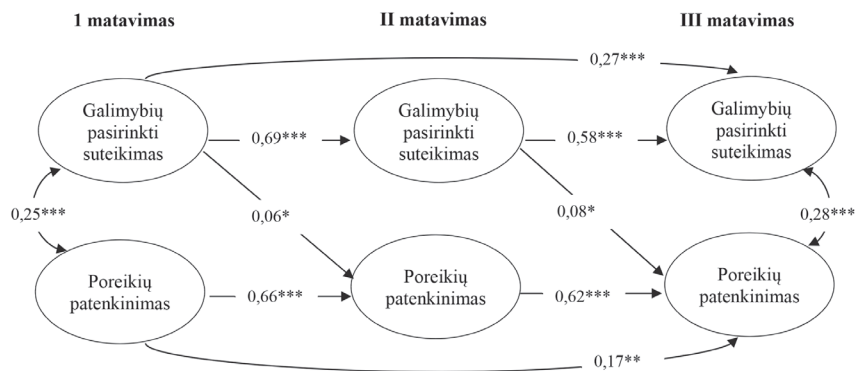 1 matavimas
II matavimas
III matavimas
0,27***
Galimybių
pasirinkti
suteikimas
0,69***
Galimybių
pasirinkti
suteikimas
0,58***
Galimybių
pasirinkti
suteikimas
0,25***
0,06*
0,08*
0,28***
Poreikių
patenkinimas
0,66***
Poreikių
patenkinimas
0,62***
Poreikių
patenkinimas
0,17**